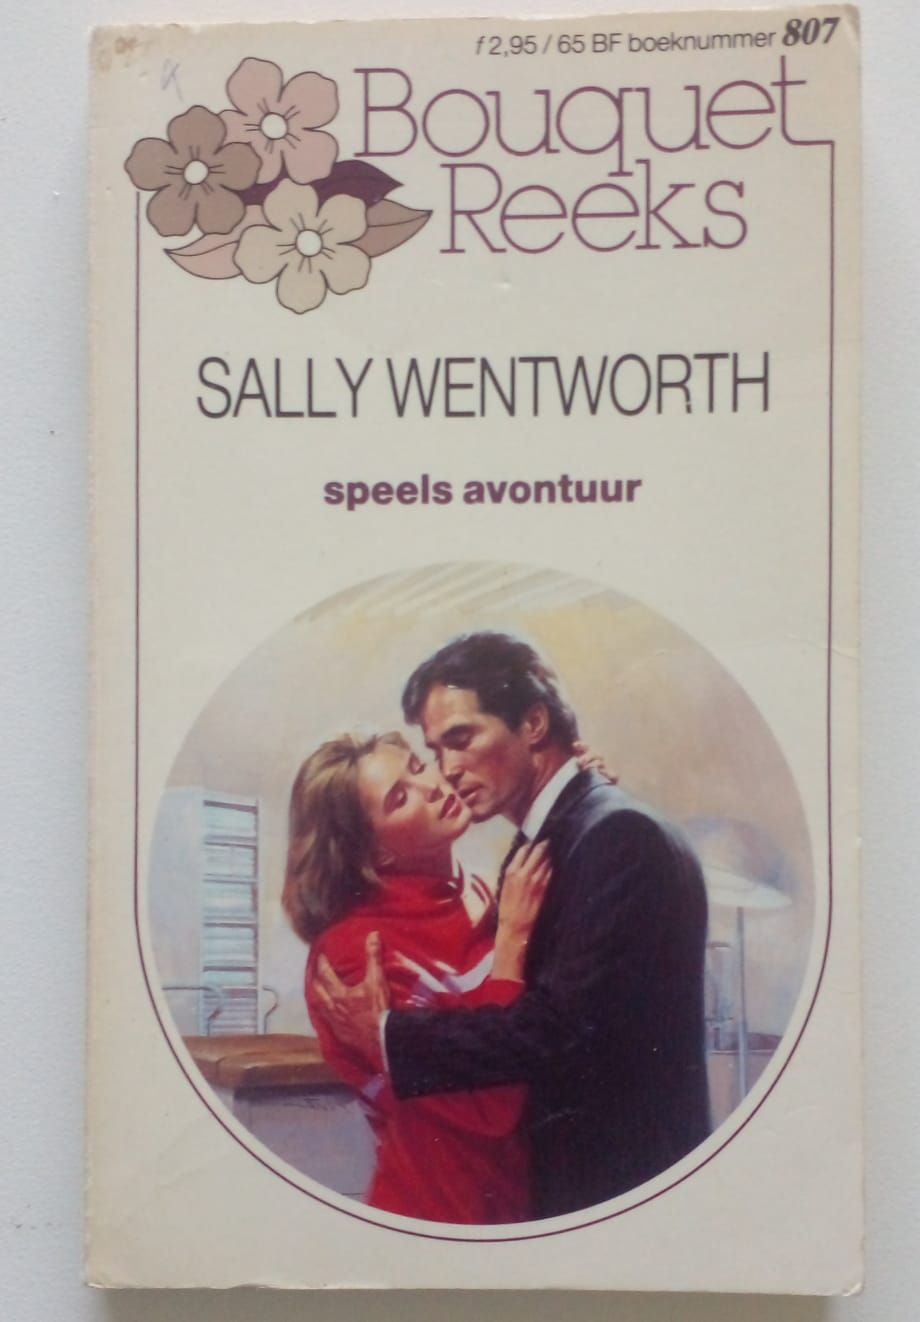 f 2,95 / 65 BF boeknummer 807
Bouquet
Reeks
SALLY WENTWORTH
speels avontuur